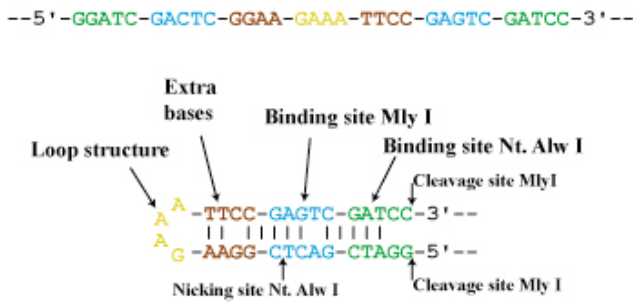 --5'-GGATC-GACTC-GGAA-GAAA-TTCC-GAGTC-GATCC-3'--
Extra
bases
Binding site Mly I
Loop structure
Binding site Nt. Alw I
Cleavage site MlyI
A TTCC-GAGTC-GATCC-3'--
A
A
G AAGG-CTCAG-CTAGG-5'--
Nicking site Nt. Alw I
Cleavage site Mly I